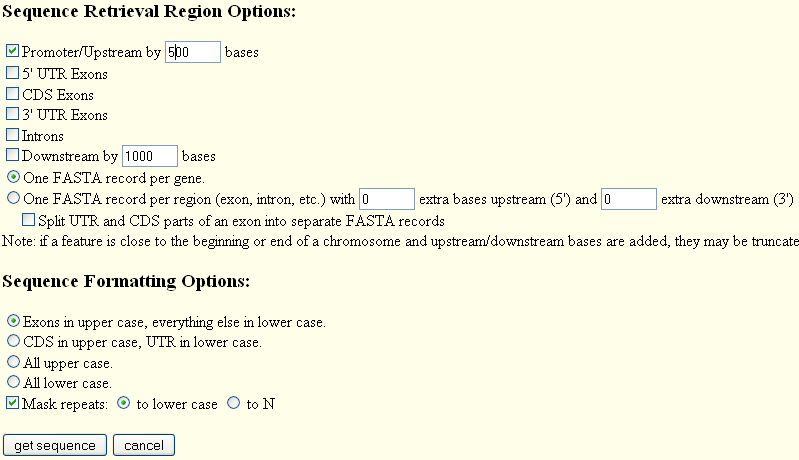 Sequence Retrieval Region Options:
Promoter/Upstream by 500 bases
5' UTR Exons
CDS Exons
3' UTR Exons
Introns
Downstream by 1000 bases
One FASTA record per gene.
One FASTA record per region (exon, intron, etc.) with 0 extra bases upstream (5') and 0 extra downstream (3')
Split UTR and CDS parts of an exon into separate FASTA records
Note: if a feature is close to the beginning or end of a chromosome and upstream/downstream bases are added, they may be truncate
Sequence Formatting Options:
Exons in upper case, everything else in lower case.
CDS in upper case, UTR in lower case.
All upper case.
All lower case.
Mask repeats: to lower case to N
get sequence cancel